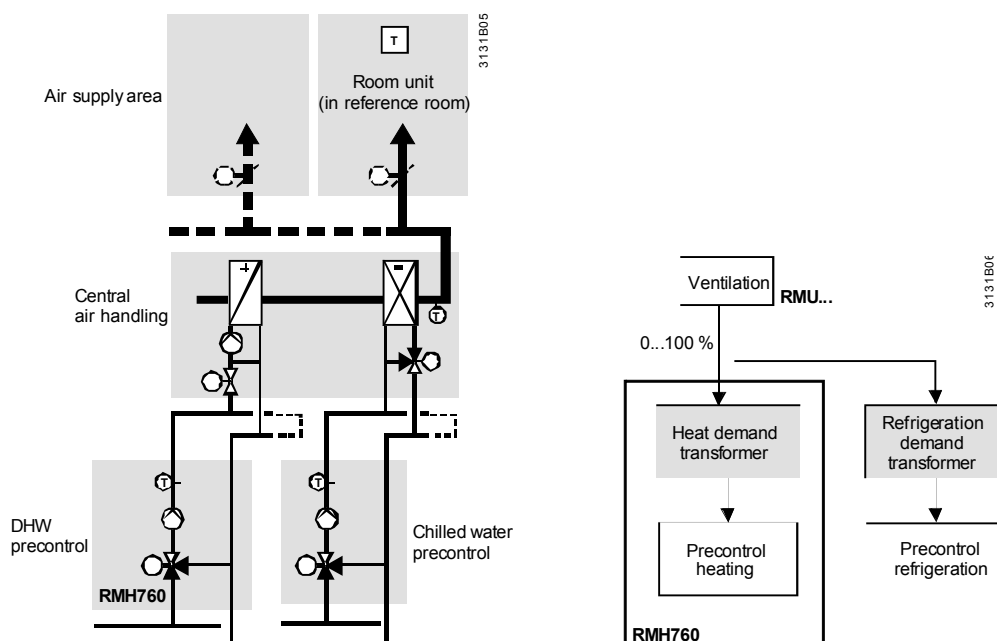 3131B05
T
Room unit
(in reference room)
Air supply area
Central
air handling
+
-
T
T
T
DHW
precontrol
Chilled water
precontrol
RMH760
3131B06
Ventilation
RMU...
0...100 %
Heat demand
transformer
Refrigeration
demand
transformer
Precontrol
heating
Precontrol
refrigeration
RMH760